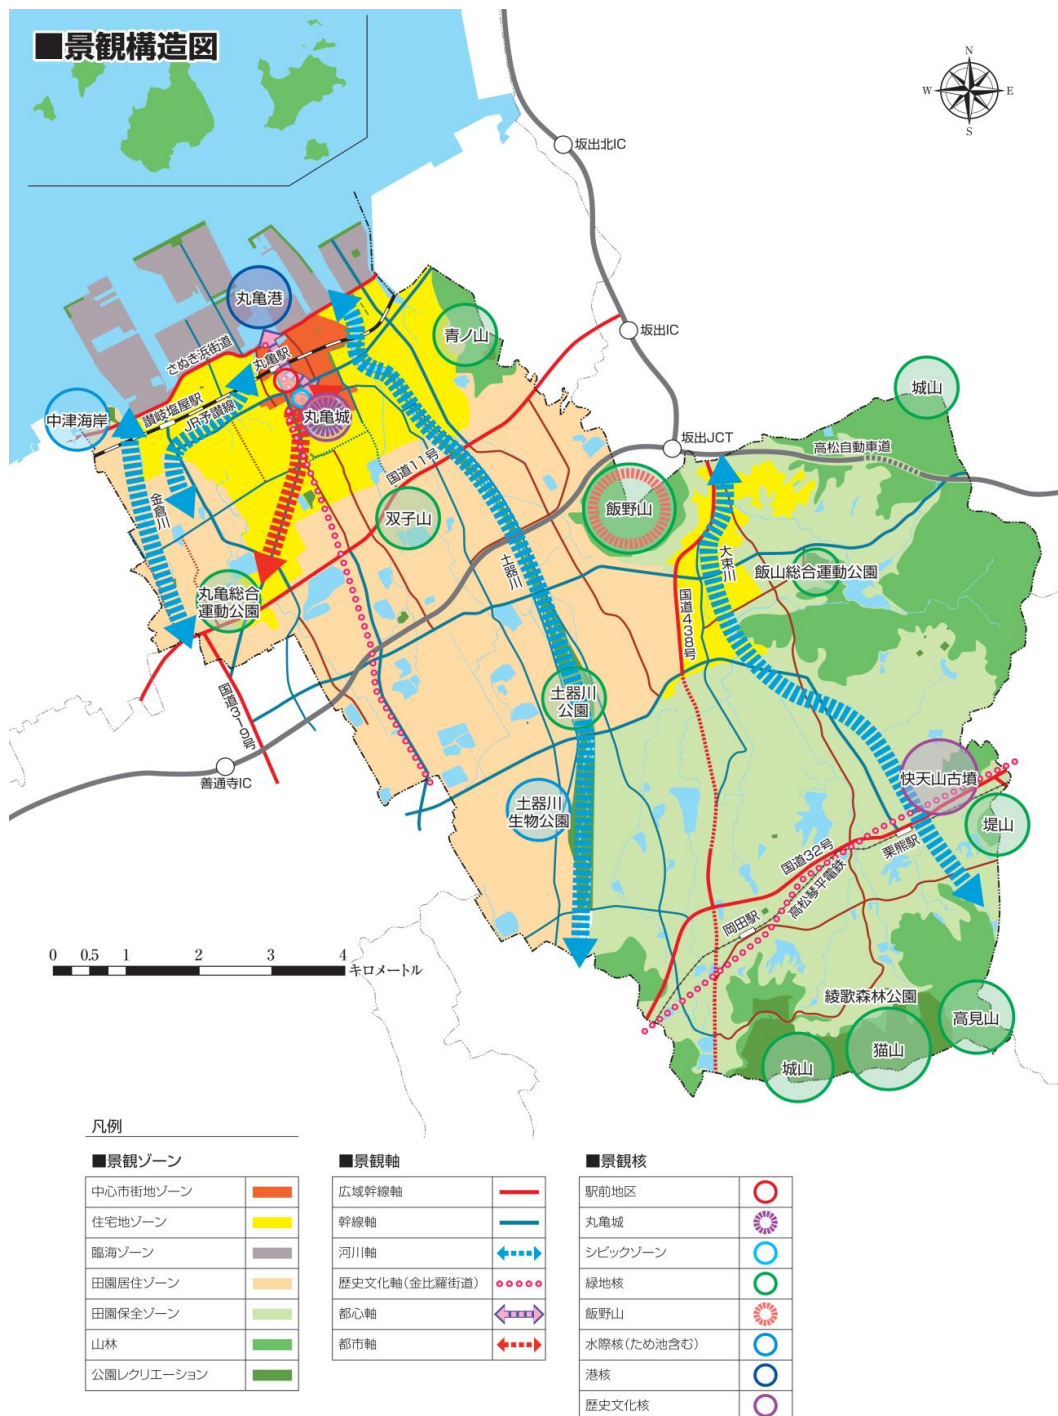 ■景観構造図
N
W
E
S
坂出北IC
丸亀港
坂出IC
青ノ山
さぬき浜街道
丸亀駅
城山
中津海岸
讃岐塩屋駅
JR予讃線
丸亀城
坂出JCT
高松自動車道
国道11号
金倉川
双子山
飯野山
土器川
大束川
飯山総合運動公園
丸亀総合
運動公園
国道438号
国道319号
土器川
公園
善通寺IC
快天山古墳
土器川
生物公園
堤山
国道32号
栗熊駅
高松琴平電鉄
岡田駅
0 0.5 1 2 3 4
キロメートル
綾歌森林公園
高見山
猫山
城山
凡例
■景観ゾーン
中心市街地ゾーン
住宅地ゾーン
臨海ゾーン
田園居住ゾーン
田園保全ゾーン
山林
公園レクリエーション
■景観軸
広域幹線軸
幹線軸
河川軸
歴史文化軸(金比羅街道)
都心軸
都市軸
■景観核
駅前地区
丸亀城
シビックゾーン
緑地核
飯野山
水際核(ため池含む)
港核
歴史文化核